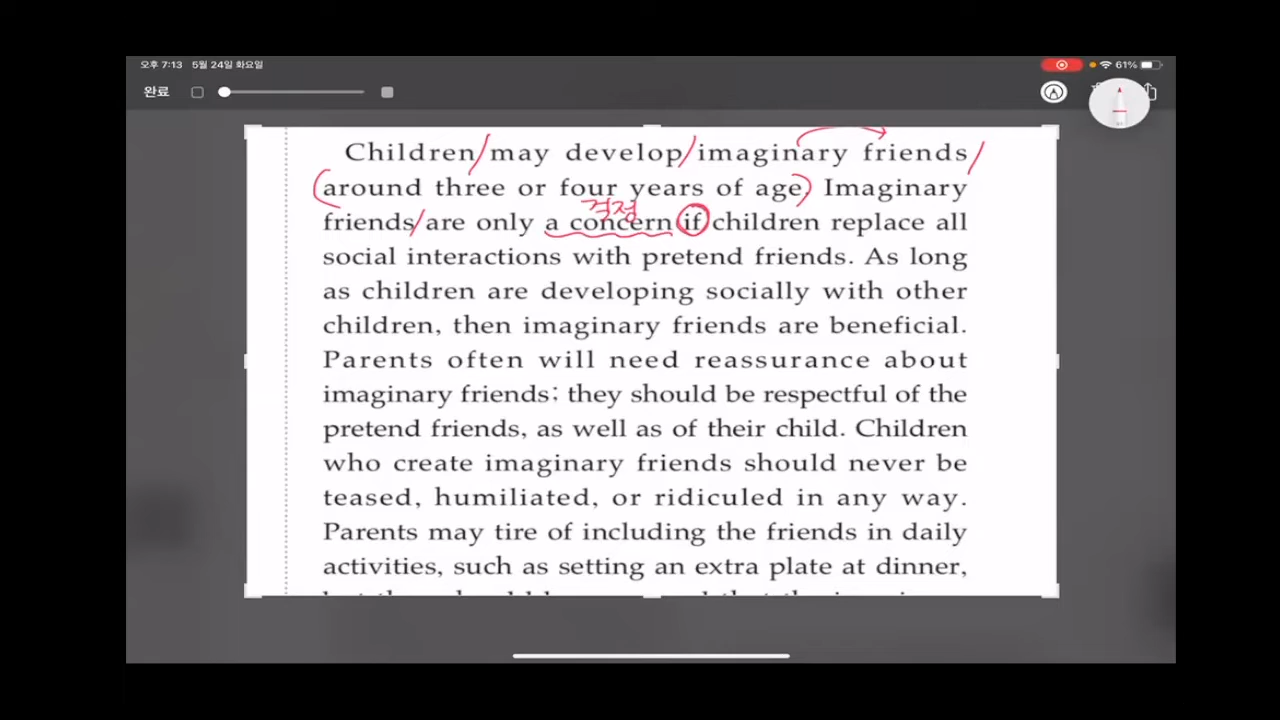 오후 7:13 5월 24일 화요일
61%
완료
Children may develop imaginary friends
around three or four years of age. Imaginary
걱정
friends are only a concern if children replace all
social interactions with pretend friends. As long
as children are developing socially with other
children, then imaginary friends are beneficial.
Parents often will need reassurance about
imaginary friends; they should be respectful of the
pretend friends, as well as of their child. Children
who create imaginary friends should never be
teased, humiliated, or ridiculed in any way.
Parents may tire of including the friends in daily
activities, such as setting an extra plate at dinner,